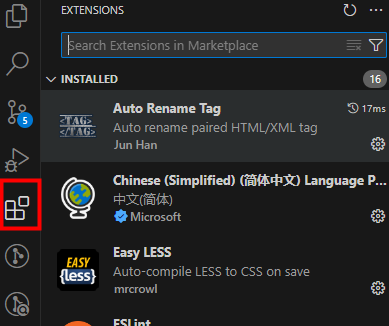 EXTENSIONS
Search Extensions in Marketplace
INSTALLED 16
<TAG>
</TAG>
Auto Rename Tag 17ms
Auto rename paired HTML/XML tag
Jun Han
5
Chinese (Simplified) (简体中文) Language P...
中文(简体)
Microsoft
EASY
{less}
Easy LESS
Auto-compile LESS to CSS on save
mrcrowl
ESLint